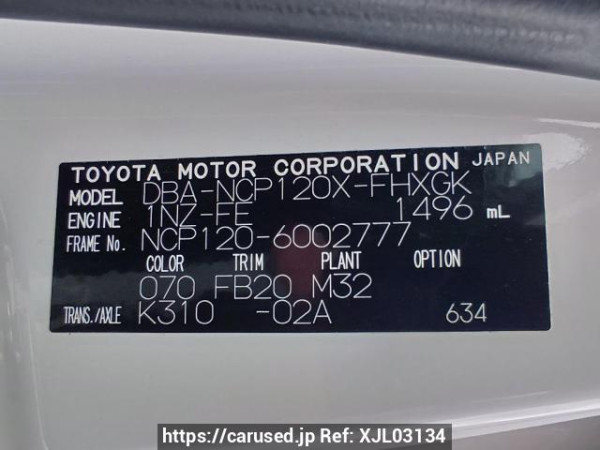 TOYOTA MOTOR CORPORATION JAPAN
MODEL DBA-NCP120X-FHXGK
ENGINE 1NZ-FE 1496 mL
FRAME No. NCP120-6002777
COLOR TRIM PLANT OPTION
070 FB20 M32
TRANS./AXLE K310 -02A 634
https://carused.jp Ref: XJL03134